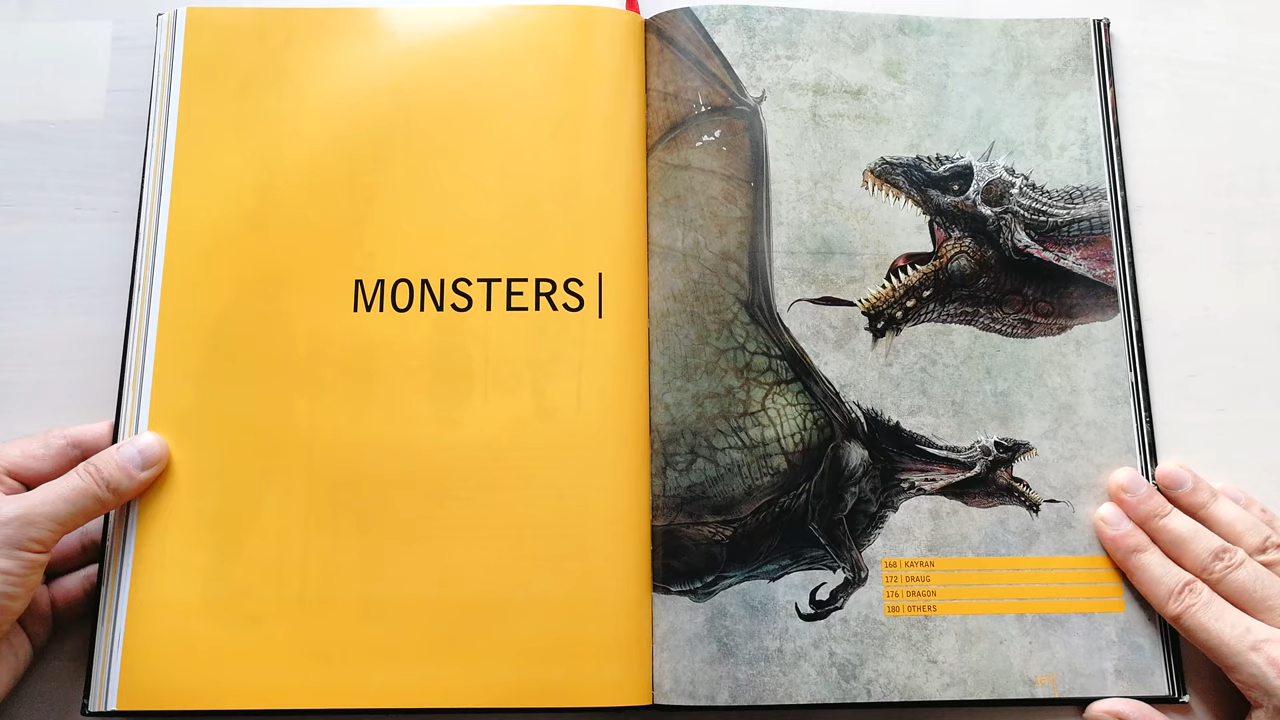 MONSTERS|
168 | KAYRAN
172 | DRAUG
176 | DRAGON
180 | OTHERS